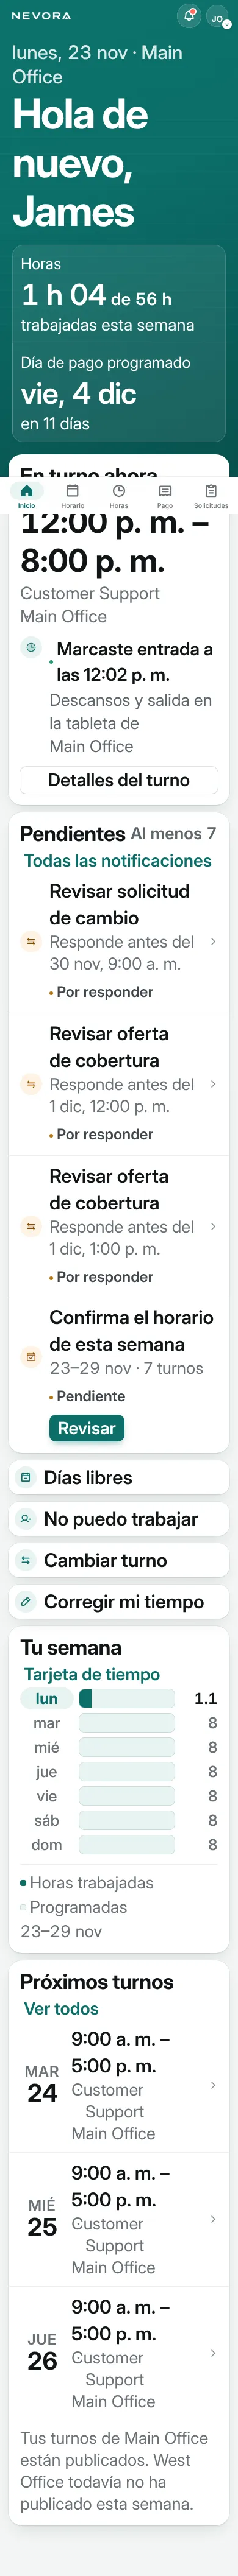 NEVORA
JO
lunes, 23 nov · Main
Office
Hola de
nuevo,
James
Horas
1 h 04 de 56 h
trabajadas esta semana
Día de pago programado
vie, 4 dic
en 11 días
En turno ahora
Inicio
Horario
Horas
Pago
Solicitudes
12:00 p. m. –
8:00 p. m.
Customer Support
Main Office
Marcaste entrada a
las 12:02 p. m.
Descansos y salida en
la tableta de
Main Office
Detalles del turno
Pendientes Al menos 7
Todas las notificaciones
Revisar solicitud
de cambio
Responde antes del
30 nov, 9:00 a. m.
Por responder
Revisar oferta
de cobertura
Responde antes del
1 dic, 12:00 p. m.
Por responder
Revisar oferta
de cobertura
Responde antes del
1 dic, 1:00 p. m.
Por responder
Confirma el horario
de esta semana
23–29 nov · 7 turnos
Pendiente
Revisar
Días libres
No puedo trabajar
Cambiar turno
Corregir mi tiempo
Tu semana
Tarjeta de tiempo
lun 1.1
mar 8
mié 8
jue 8
vie 8
sáb 8
dom 8
Horas trabajadas
Programadas
23–29 nov
Próximos turnos
Ver todos
MAR
24
9:00 a. m. –
5:00 p. m.
Customer
Support
Main Office
MIÉ
25
9:00 a. m. –
5:00 p. m.
Customer
Support
Main Office
JUE
26
9:00 a. m. –
5:00 p. m.
Customer
Support
Main Office
Tus turnos de Main Office
están publicados. West
Office todavía no ha
publicado esta semana.